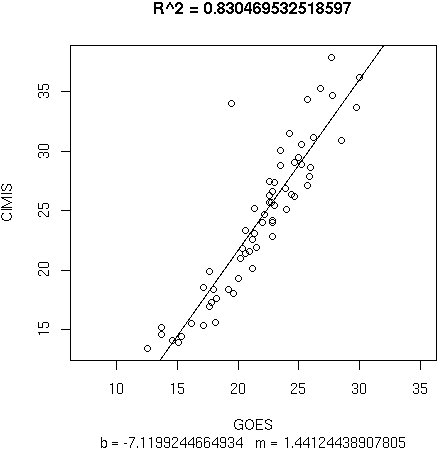 R^2 = 0.830469532518597
CIMIS
35
30
25
20
15
10 15 20 25 30 35
GOES
b = -7.1199244664934 m = 1.44124438907805